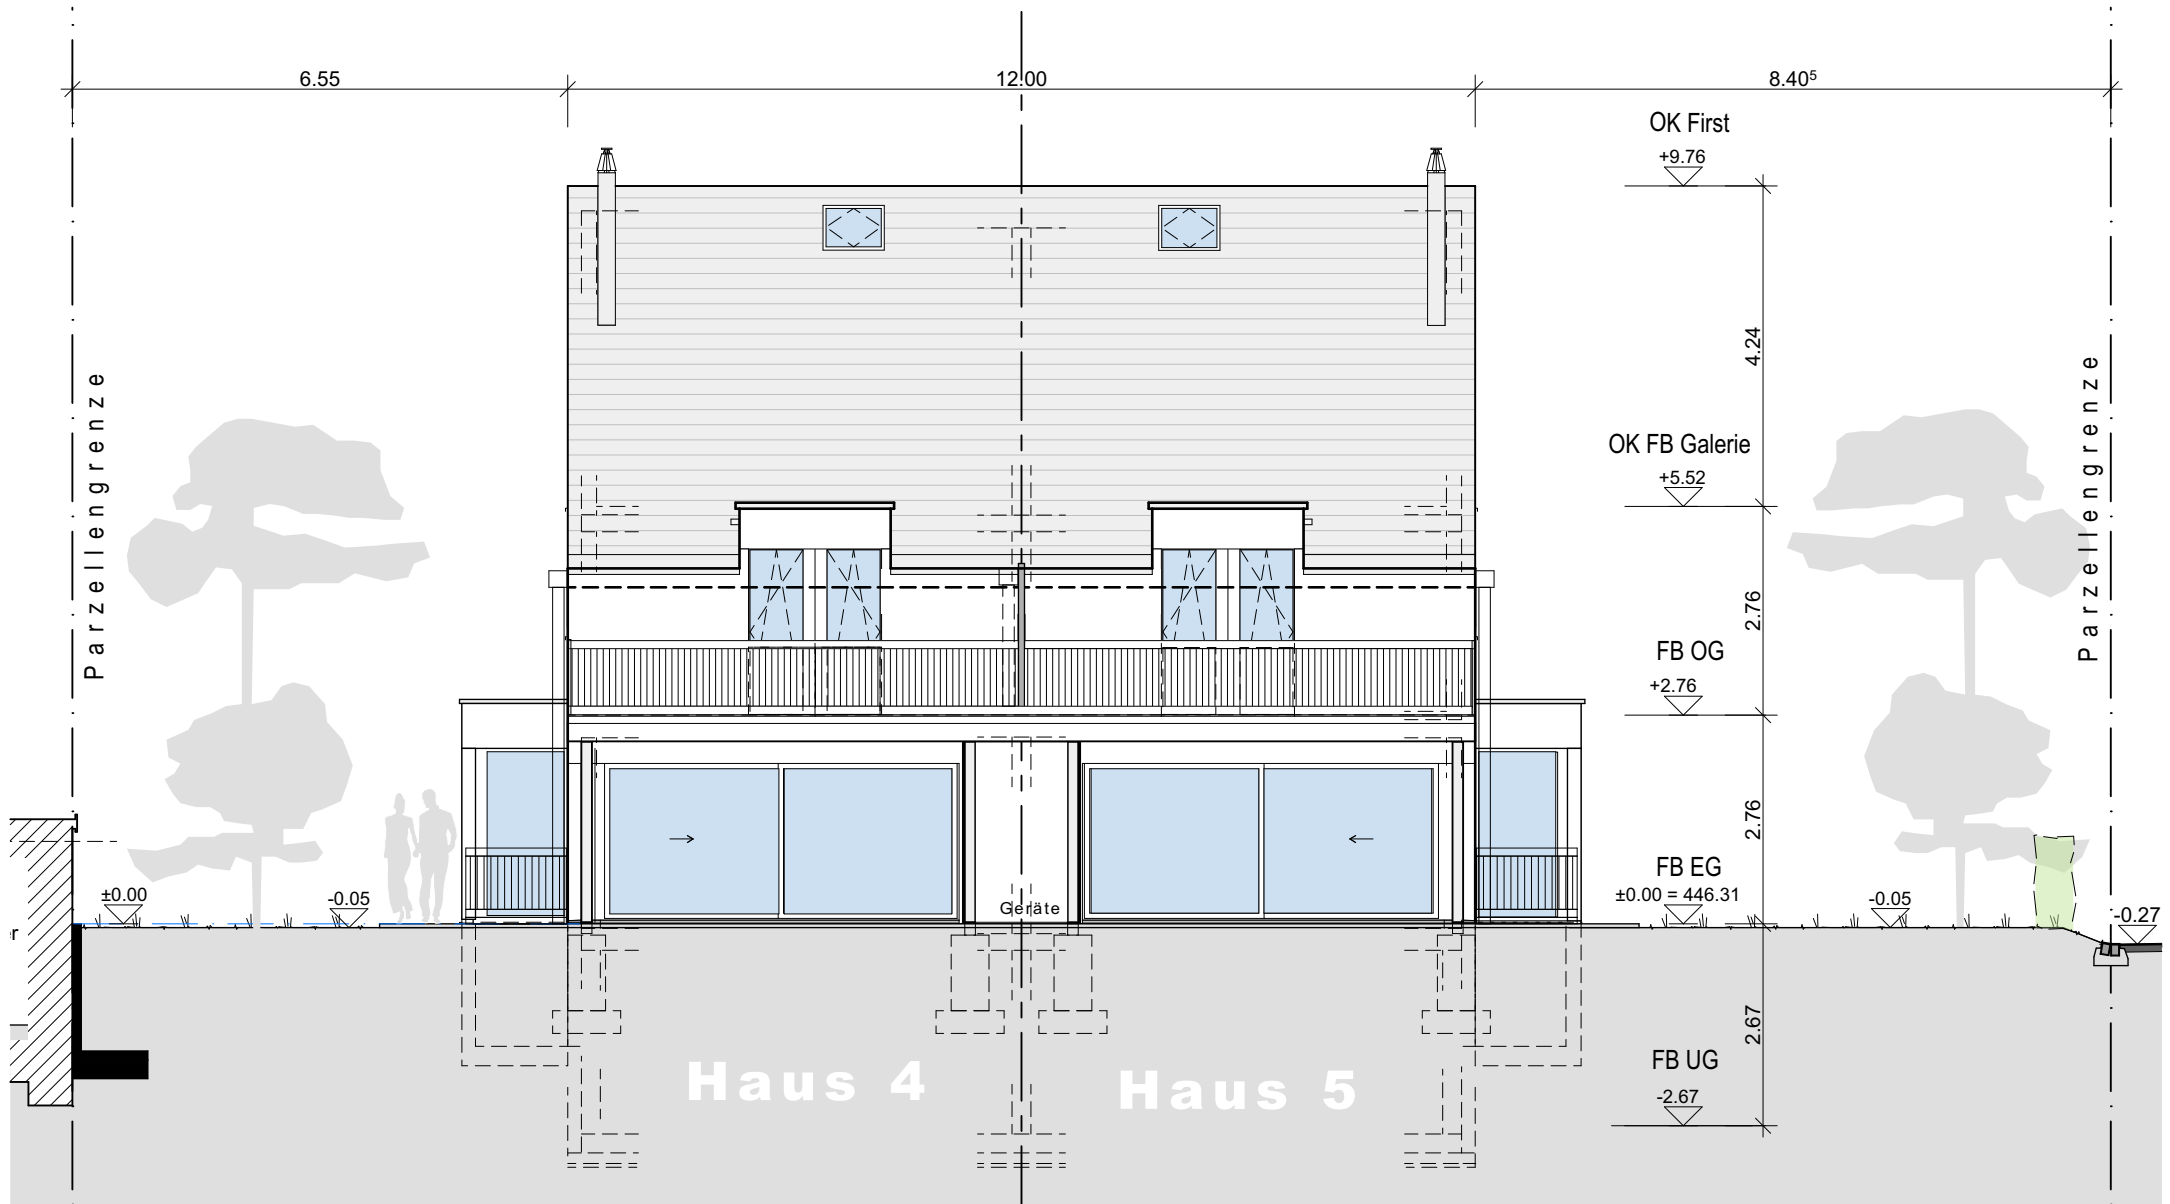 6.55
12.00
8.40⁵
OK First
+9.76
4.24
Parzellengrenze
Parzellengrenze
OK FB Galerie
+5.52
2.76
FB OG
+2.76
2.76
FB EG
±0.00 = 446.31
±0.00
-0.05
Geräte
-0.05
-0.27
r
2.67
FB UG
-2.67
Haus 4
Haus 5